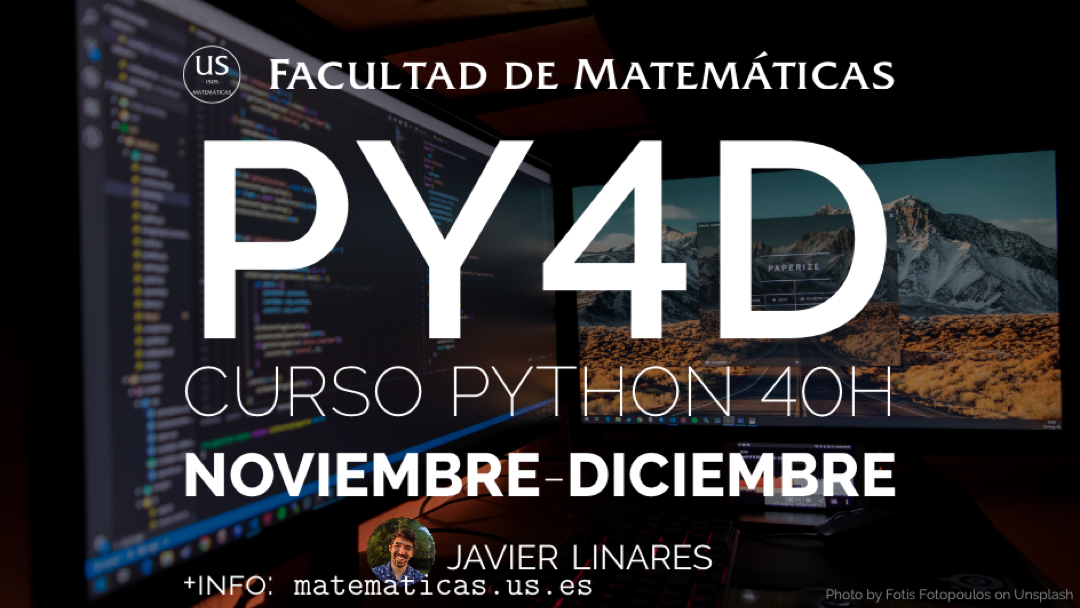 US
1505
MATEMÁTICAS
FACULTAD DE MATEMÁTICAS
PY4D
PAPERIZE
CURSO PYTHON 40H
NOVIEMBRE-DICIEMBRE
JAVIER LINARES
+INFO: matematicas.us.es
Photo by Fotis Fotopoulos on Unsplash